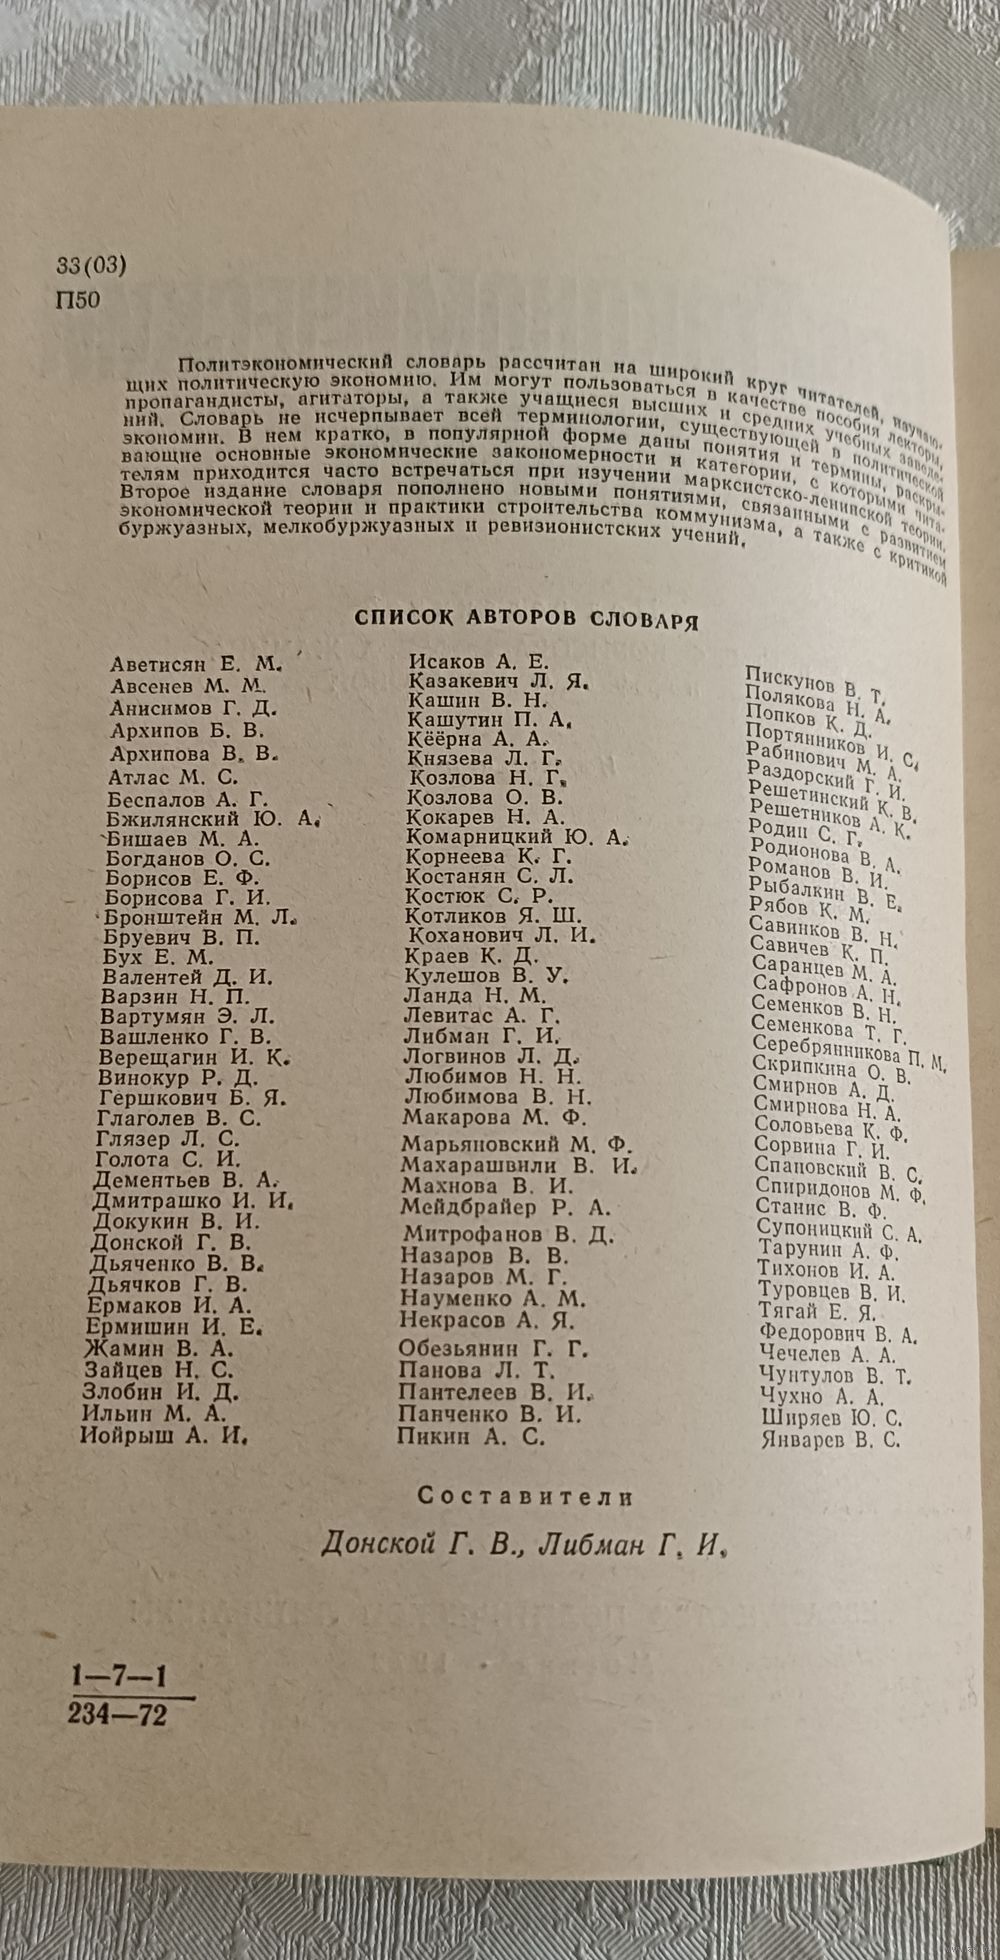 33(03)
П50
Политэкономический словарь рассчитан на широкий круг читателей, изучаю-
щих политическую экономию. Им могут пользоваться в качестве пособия лекторы,
пропагандисты, агитаторы, а также учащиеся высших и средних учебных заведе-
ний. Словарь не исчерпывает всей терминологии, существующей в политической
экономии. В нем кратко, в популярной форме даны понятия и термины, раскры-
вающие основные экономические закономерности и категории, с которыми чита-
телям приходится часто встречаться при изучении марксистско-ленинской теории.
Второе издание словаря пополнено новыми понятиями, связанными с развитием
экономической теории и практики строительства коммунизма, а также с критикой
буржуазных, мелкобуржуазных и ревизионистских учений.
СПИСОК АВТОРОВ СЛОВАРЯ
Аветисян Е. М.
Авсенев М. М.
Анисимов Г. Д.
Архипов Б. В.
Архипова В. В.
Атлас М. С.
Беспалов А. Г.
Бжилянский Ю. А.
Бишаев М. А.
Богданов О. С.
Борисов Е. Ф.
Борисова Г. И.
Бронштейн М. Л.
Бруевич В. П.
Бух Е. М.
Валентей Д. И.
Варзин Н. П.
Вартумян Э. Л.
Вашленко Г. В.
Верещагин И. К.
Винокур Р. Д.
Гершкович Б. Я.
Глаголев В. С.
Глязер Л. С.
Голота С. И.
Дементьев В. А.
Дмитрашко И. И.
Докукин В. И.
Донской Г. В.
Дьяченко В. В.
Дьячков Г. В.
Ермаков И. А.
Ермишин И. Е.
Жамин В. А.
Зайцев Н. С.
Злобин И. Д.
Ильин М. А.
Иойрыш А. И.
Исаков А. Е.
Казакевич Л. Я.
Кашин В. Н.
Кашутин П. А.
Кёёрна А. А.
Князева Л. Г.
Козлова Н. Г.
Козлова О. В.
Кокарев Н. А.
Комарницкий Ю. А.
Корнеева К. Г.
Костанян С. Л.
Костюк С. Р.
Котликов Я. Ш.
Коханович Л. И.
Краев К. Д.
Кулешов В. У.
Ланда Н. М.
Левитас А. Г.
Либман Г. И.
Логвинов Л. Д.
Любимов Н. Н.
Любимова В. Н.
Макарова М. Ф.
Марьяновский М. Ф.
Махарашвили В. И.
Махнова В. И.
Мейдбрайер Р. А.
Митрофанов В. Д.
Назаров В. В.
Назаров М. Г.
Науменко А. М.
Некрасов А. Я.
Обезьянин Г. Г.
Панова Л. Т.
Пантелеев В. И.
Панченко В. И.
Пикин А. С.
Пискунов В. Т.
Полякова Н. А.
Попков К. Д.
Портянников И. С.
Рабинович М. А.
Раздорский Г. И.
Решетинский К. В.
Решетников А. К.
Родин С. Г.
Родионова В. А.
Романов В. И.
Рыбалкин В. Е.
Рябов К. М.
Савинков В. Н.
Савичев К. П.
Саранцев М. А.
Сафронов А. Н.
Семенков В. Н.
Семенкова Т. Г.
Серебрянникова П. М.
Скрипкина О. В.
Смирнов А. Д.
Смирнова Н. А.
Соловьева К. Ф.
Сорвина Г. И.
Спановский В. С.
Спиридонов М. Ф.
Станис В. Ф.
Супоницкий С. А.
Тарунин А. Ф.
Тихонов И. А.
Туровцев В. И.
Тягай Е. Я.
Федорович В. А.
Чечелев А. А.
Чунтулов В. Т.
Чухно А. А.
Ширяев Ю. С.
Январев В. С.
Составители
Донской Г. В., Либман Г. И.
1—7—1
234—72